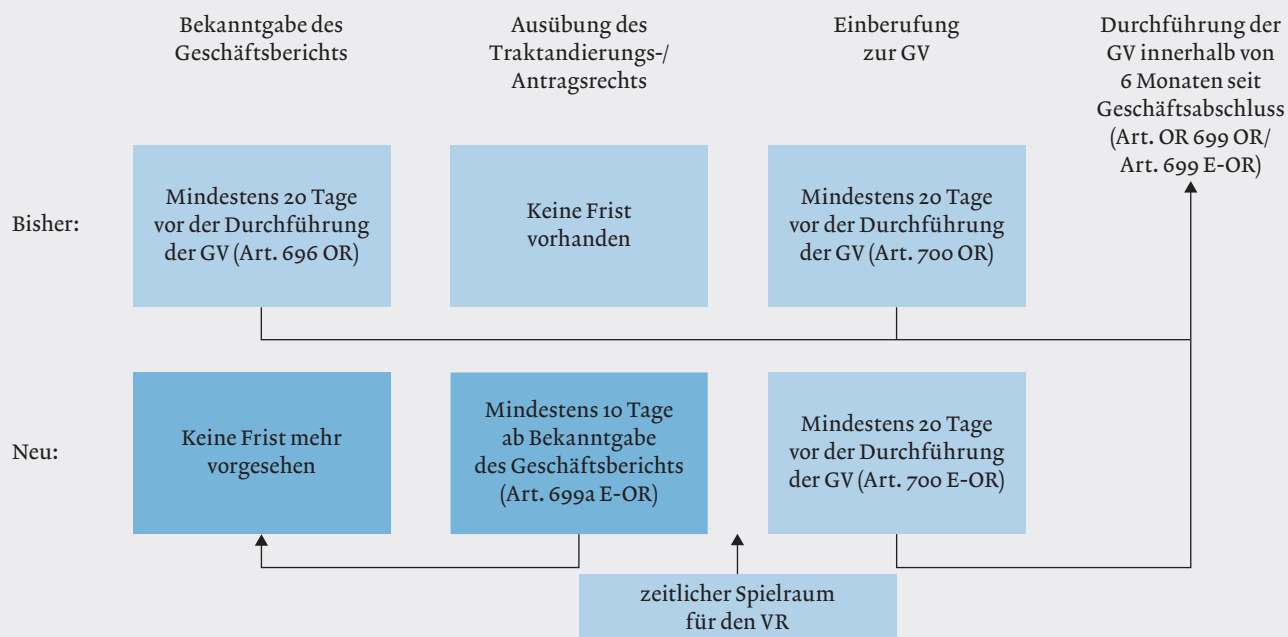 Bekanntgabe des
Geschäftsberichts
Ausübung des
Traktandierungs-/
Antragsrechts
Einberufung
zur GV
Durchführung der
GV innerhalb von
6 Monaten seit
Geschäftsabschluss
(Art. OR 699 OR/
Art. 699 E-OR)
Bisher:
Mindestens 20 Tage
vor der Durchführung
der GV (Art. 696 OR)
Keine Frist
vorhanden
Mindestens 20 Tage
vor der Durchführung
der GV (Art. 700 OR)
Neu:
Keine Frist mehr
vorgesehen
Mindestens 10 Tage
ab Bekanntgabe
des Geschäftsberichts
(Art. 699a E-OR)
Mindestens 20 Tage
vor der Durchführung
der GV (Art. 700 E-OR)
zeitlicher Spielraum
für den VR